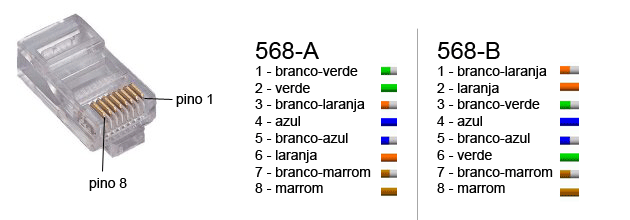 pino 1
pino 8
568-A
1 - branco-verde
2 - verde
3 - branco-laranja
4 - azul
5 - branco-azul
6 - laranja
7 - branco-marrom
8 - marrom
568-B
1 - branco-laranja
2 - laranja
3 - branco-verde
4 - azul
5 - branco-azul
6 - verde
7 - branco-marrom
8 - marrom